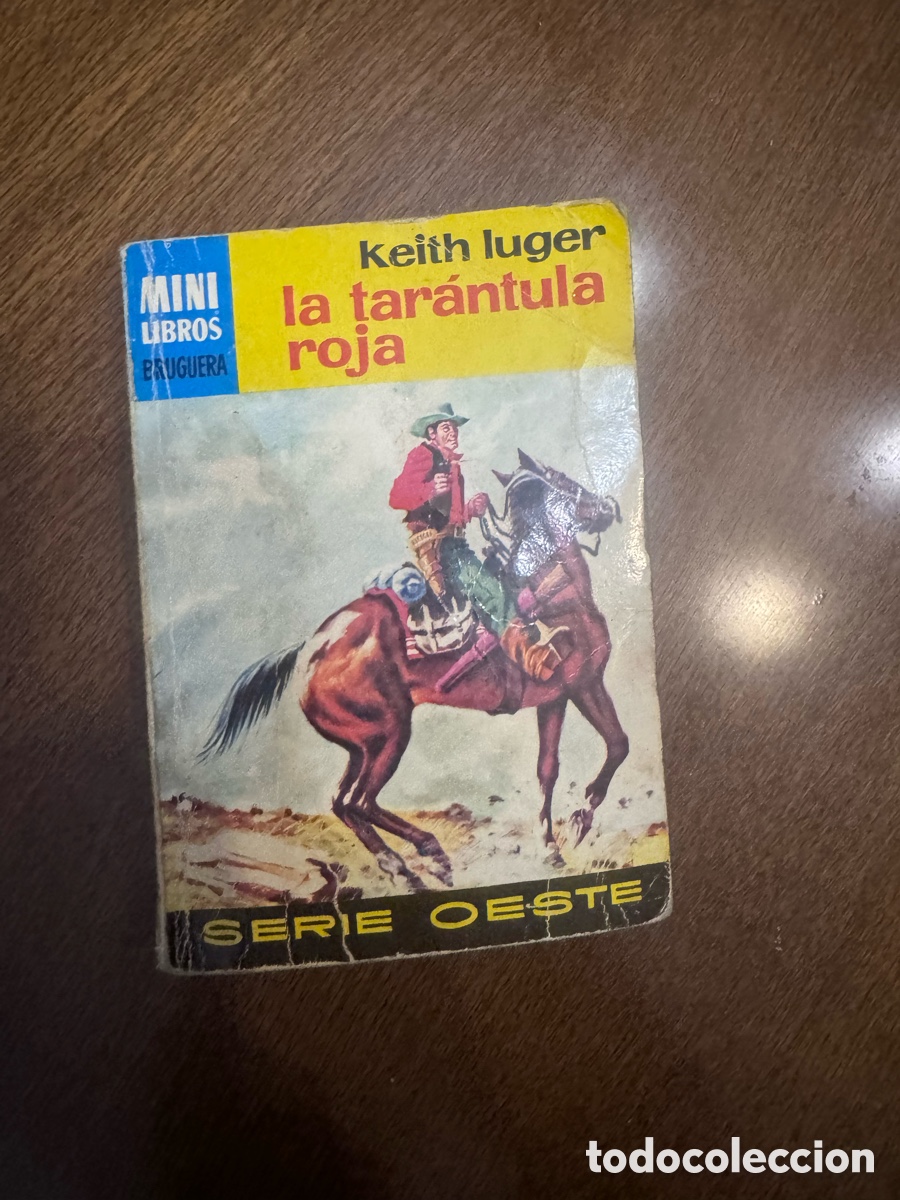 Keith luger
la tarántula
roja
MINI
LIBROS
BRUGUERA
SERIE OESTE
todocoleccion